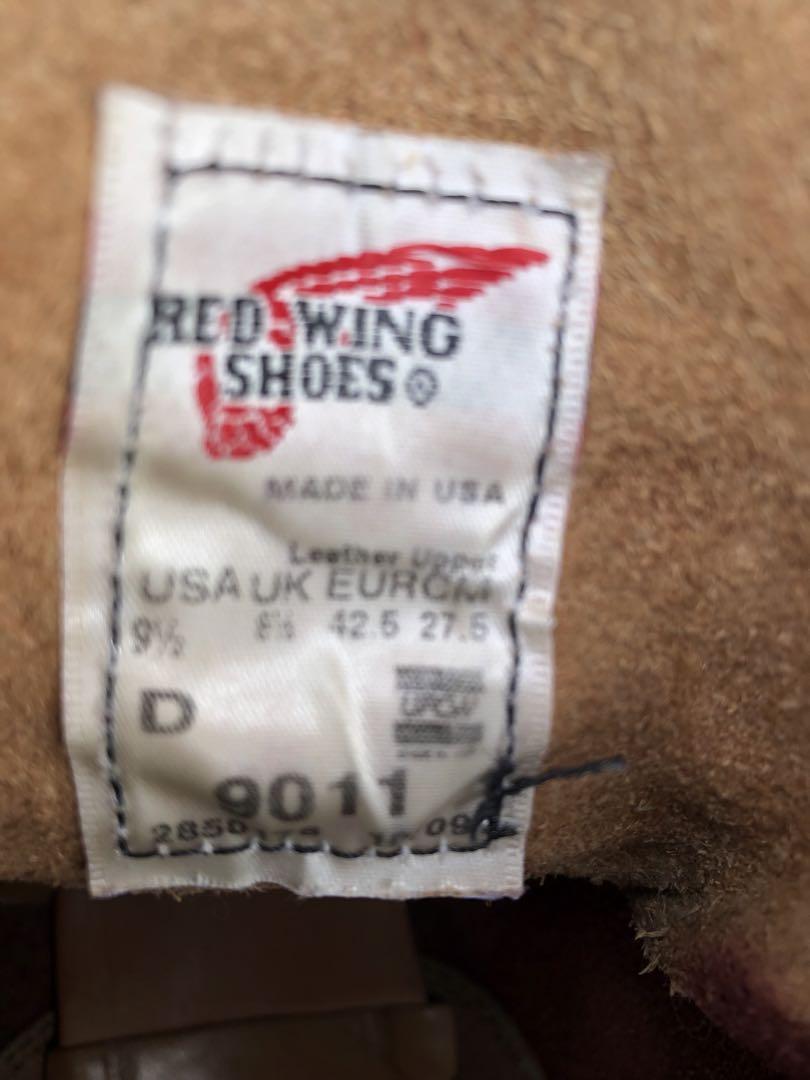 RED WING
SHOES
MADE IN USA
Leather Upper
USA UK EUR CM
9½ 8½ 42.5 27.5
D
9011